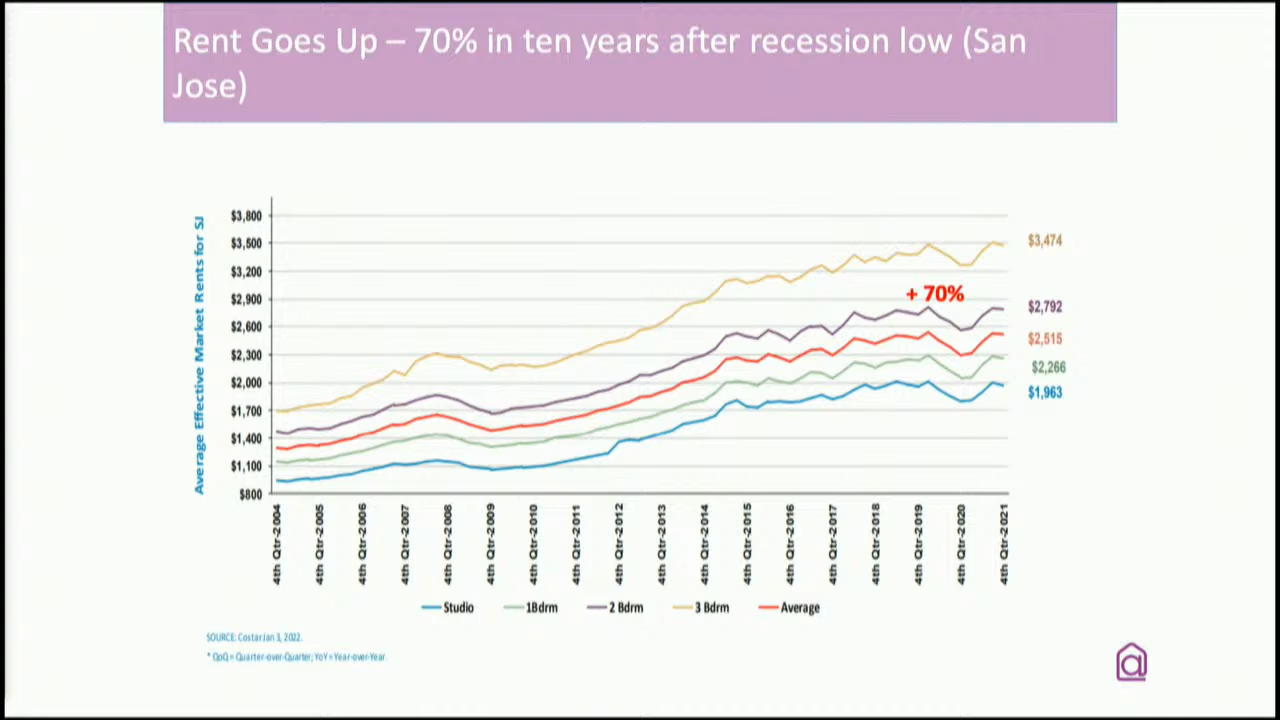 Rent Goes Up – 70% in ten years after recession low (San
Jose)
Average Effective Market Rents for SJ
$3,800
$3,500
$3,200
$2,900
$2,600
$2,300
$2,000
$1,700
$1,400
$1,100
$800
+ 70%
$3,474
$2,792
$2,515
$2,266
$1,963
4th Qtr-2004
4th Qtr-2005
4th Qtr-2006
4th Qtr-2007
4th Qtr-2008
4th Qtr-2009
4th Qtr-2010
4th Qtr-2011
4th Qtr-2012
4th Qtr-2013
4th Qtr-2014
4th Qtr-2015
4th Qtr-2016
4th Qtr-2017
4th Qtr-2018
4th Qtr-2019
4th Qtr-2020
4th Qtr-2021
Studio 1Bdrm 2 Bdrm 3 Bdrm Average
SOURCE: Costar Jan 3, 2022.
* QoQ = Quarter-over-Quarter; YoY = Year-over-Year.